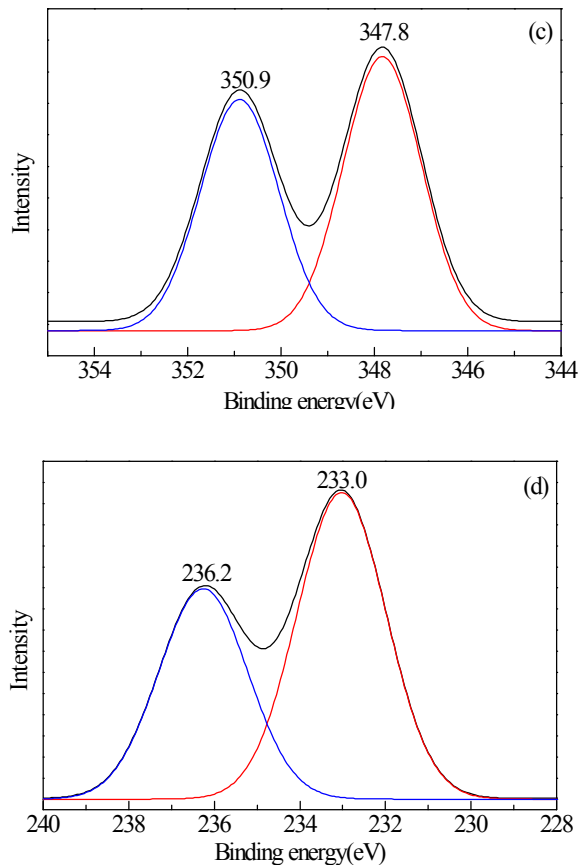 (c)
347.8
350.9
Intensity
354 352 350 348 346 344
Binding energy(eV)
(d)
233.0
236.2
Intensity
240 238 236 234 232 230 228
Binding energy(eV)